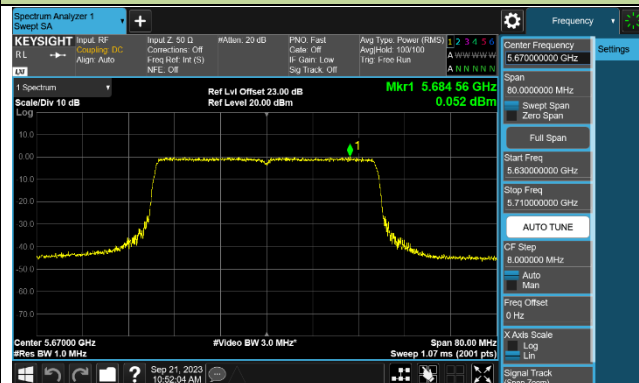 Spectrum Analyzer 1
Swept SA
+
Frequency
KEYSIGHT
RL
LXI
Input: RF
Coupling: DC
Align: Auto
Input Z: 50 Ω
Corrections: Off
Freq Ref: Int (S)
NFE: Off
#Atten: 20 dB
PNO: Fast
Gate: Off
IF Gain: Low
Sig Track: Off
Avg Type: Power (RMS)
Avg|Hold: 100/100
Trig: Free Run
1 2 3 4 5 6
A W W W W W
A N N N N N
1 Spectrum
Scale/Div 10 dB
Log
Ref Lvl Offset 23.00 dB
Ref Level 20.00 dBm
Mkr1 5.684 56 GHz
0.052 dBm
1
10.0
0.00
-10.0
-20.0
-30.0
-40.0
-50.0
-60.0
-70.0
Center 5.67000 GHz
#Res BW 1.0 MHz
#Video BW 3.0 MHz*
Span 80.00 MHz
Sweep 1.07 ms (2001 pts)
Sep 21, 2023
10:52:04 AM
?
Center Frequency
5.670000000 GHz
Span
80.0000000 MHz
Swept Span
Zero Span
Full Span
Start Freq
5.630000000 GHz
Stop Freq
5.710000000 GHz
AUTO TUNE
CF Step
8.000000 MHz
Auto
Man
Freq Offset
0 Hz
X Axis Scale
Log
Lin
Signal Track
(Span Zoom)
Settings